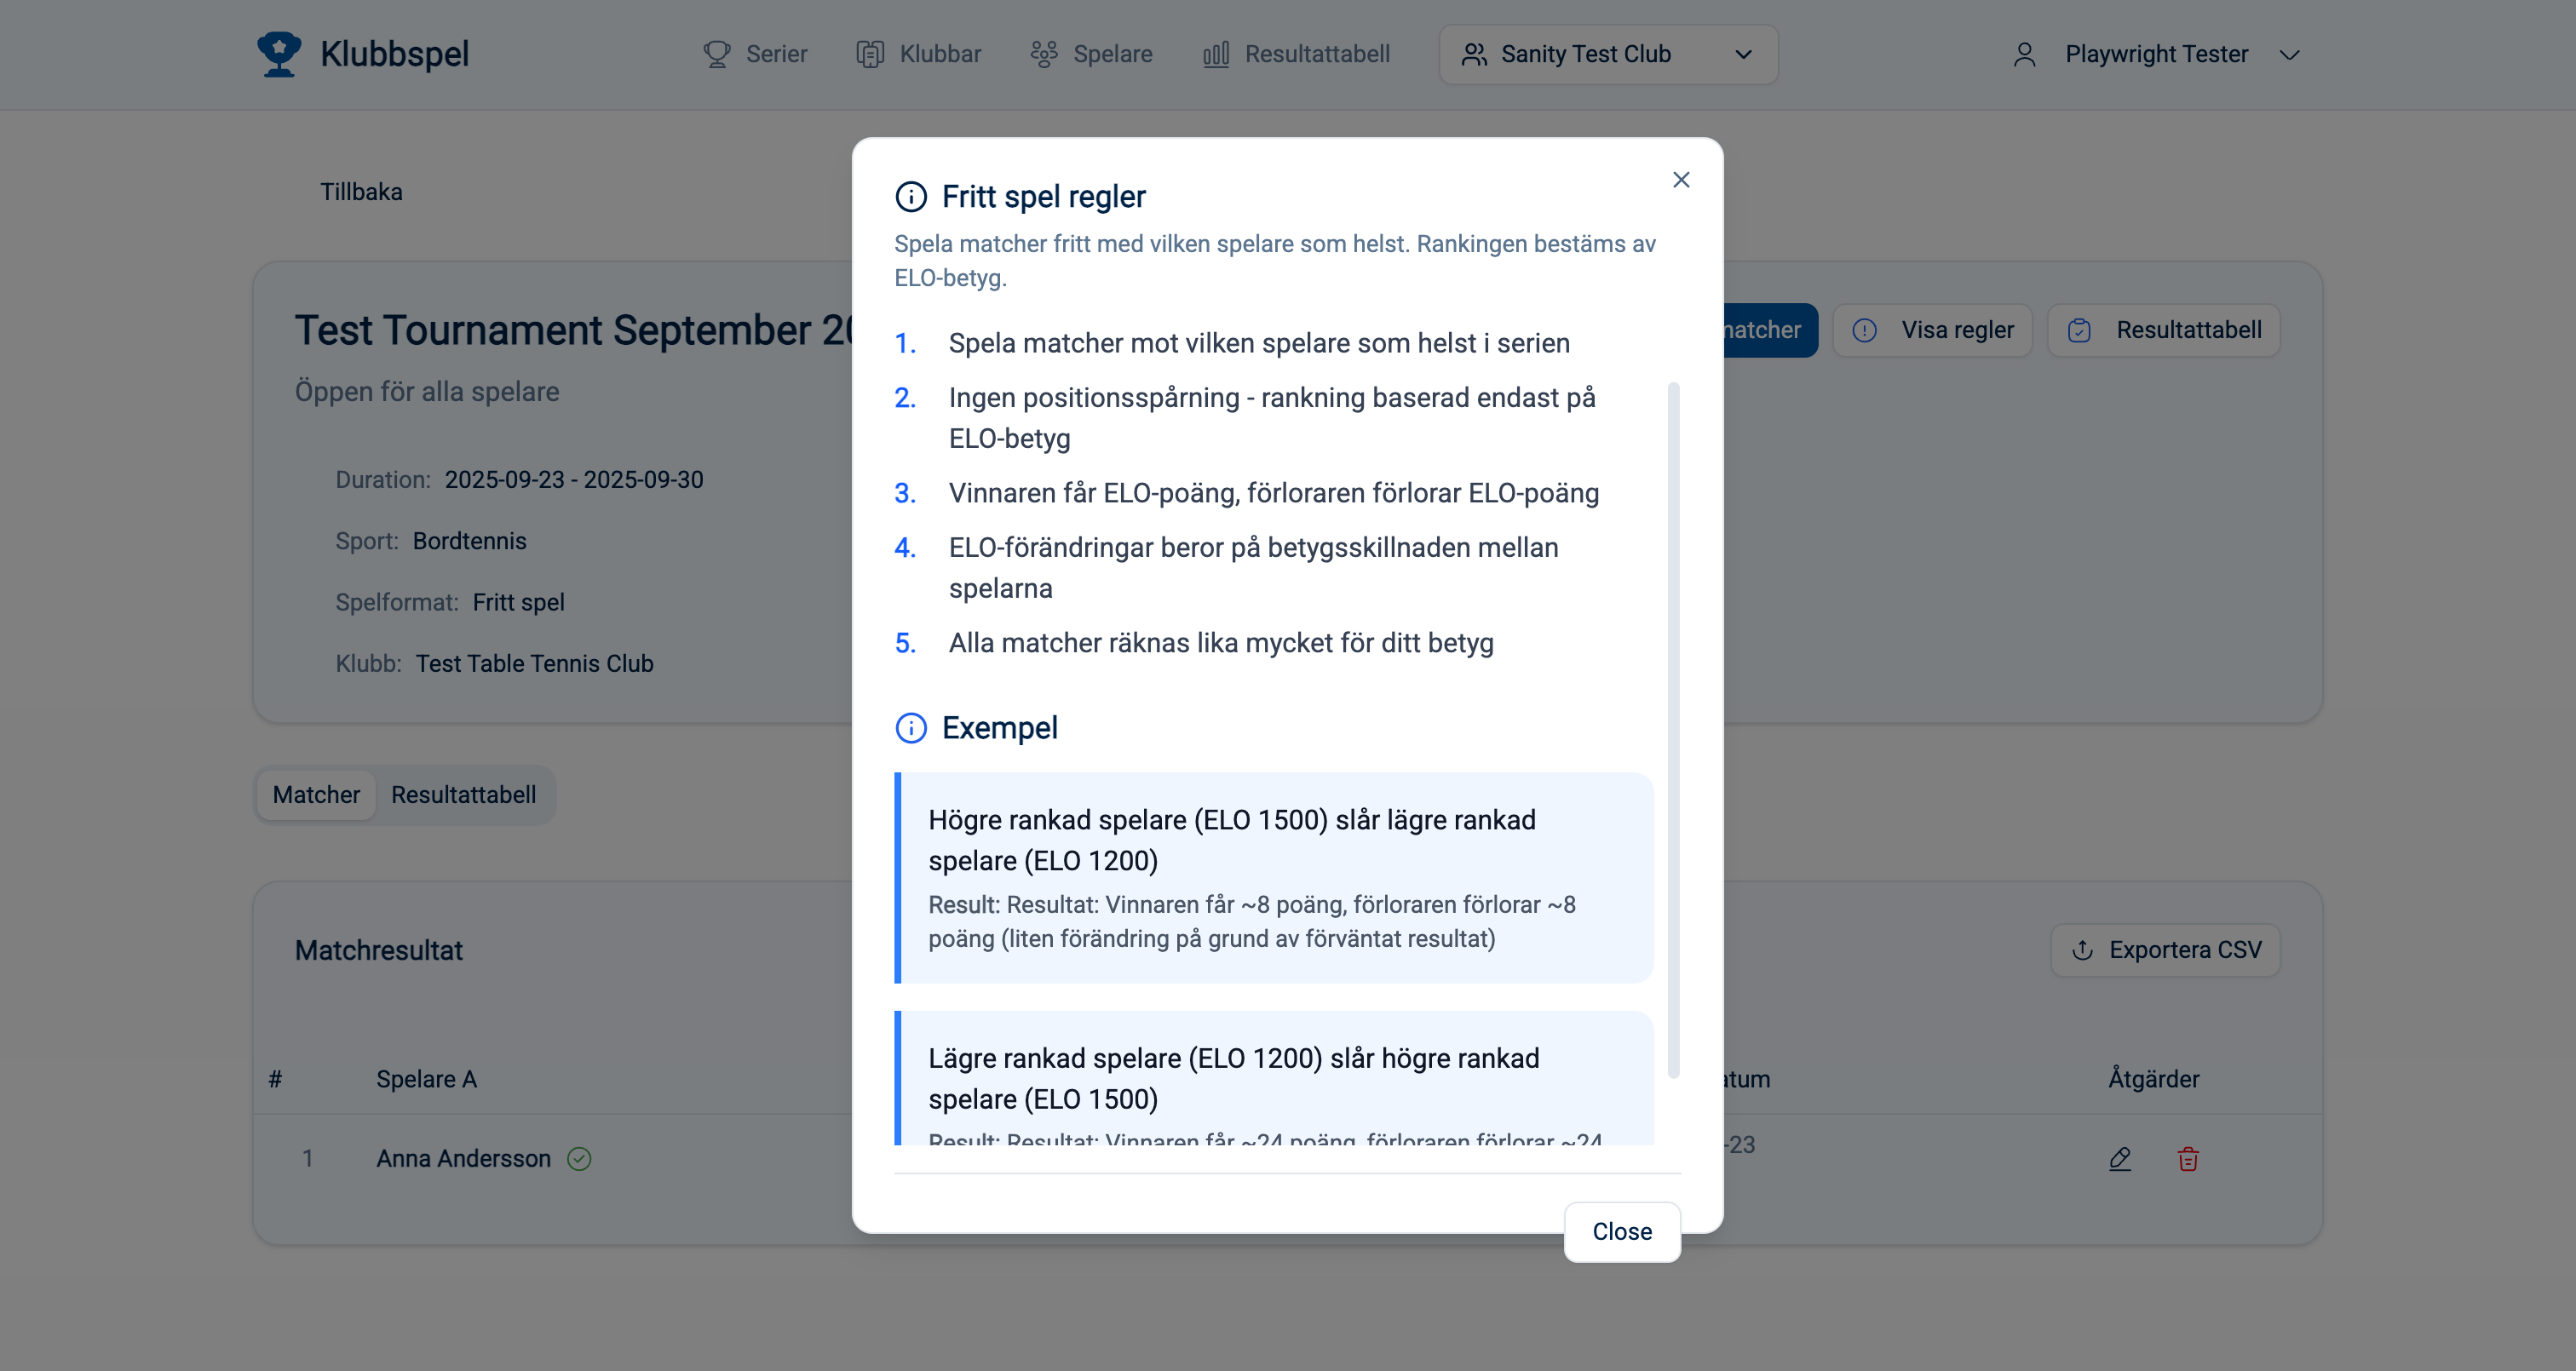 Klubbspel
Serier
Klubbar
Spelare
Resultattabell
Sanity Test Club
Playwright Tester
Tillbaka
Test Tournament September
Öppen för alla spelare
Duration: 2025-09-23 - 2025-09-30
Sport: Bordtennis
Spelformat: Fritt spel
Klubb: Test Table Tennis Club
Visa regler
Resultattabell
Matcher
Resultattabell
Matchresultat
Exportera CSV
#
Spelare A
Åtgärder
1
Anna Andersson
-23
Fritt spel regler
Spela matcher fritt med vilken spelare som helst. Rankingen bestäms av
ELO-betyg.
1. Spela matcher mot vilken spelare som helst i serien
2. Ingen positionsspårning - rankning baserad endast på
ELO-betyg
3. Vinnaren får ELO-poäng, förloraren förlorar ELO-poäng
4. ELO-förändringar beror på betygsskillnaden mellan
spelarna
5. Alla matcher räknas lika mycket för ditt betyg
Exempel
Högre rankad spelare (ELO 1500) slår lägre rankad
spelare (ELO 1200)
Result: Resultat: Vinnaren får ~8 poäng, förloraren förlorar ~8
poäng (liten förändring på grund av förväntat resultat)
Lägre rankad spelare (ELO 1200) slår högre rankad
spelare (ELO 1500)
Result: Resultat: Vinnaren får ~24 poäng, förloraren förlorar ~24
Close